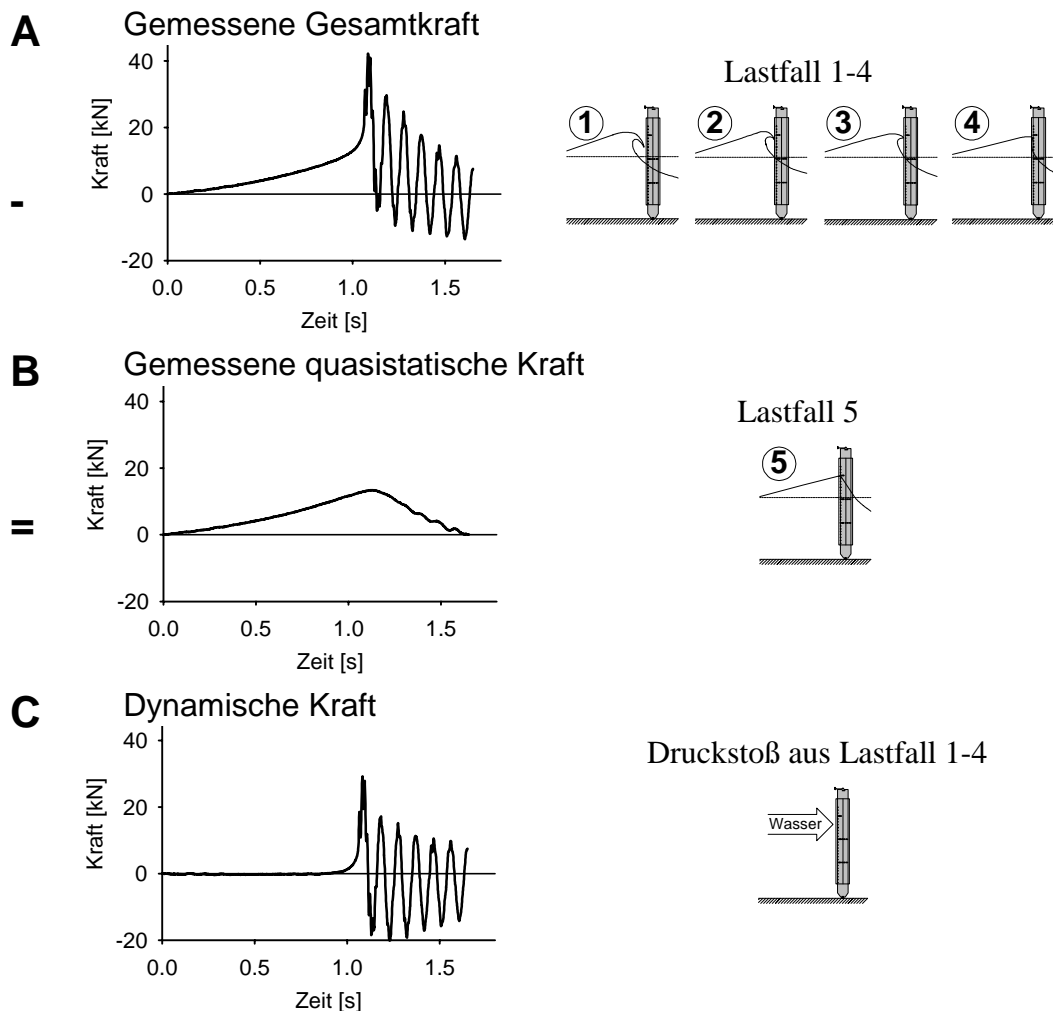 A
Gemessene Gesamtkraft
Kraft [kN]
40
20
0
-20
0.0 0.5 1.0 1.5
Zeit [s]
Lastfall 1-4
1 2 3 4
-
B
Gemessene quasistatische Kraft
Kraft [kN]
40
20
0
-20
0.0 0.5 1.0 1.5
Zeit [s]
Lastfall 5
5
=
C
Dynamische Kraft
Kraft [kN]
40
20
0
-20
0.0 0.5 1.0 1.5
Zeit [s]
Druckstoß aus Lastfall 1-4
Wasser